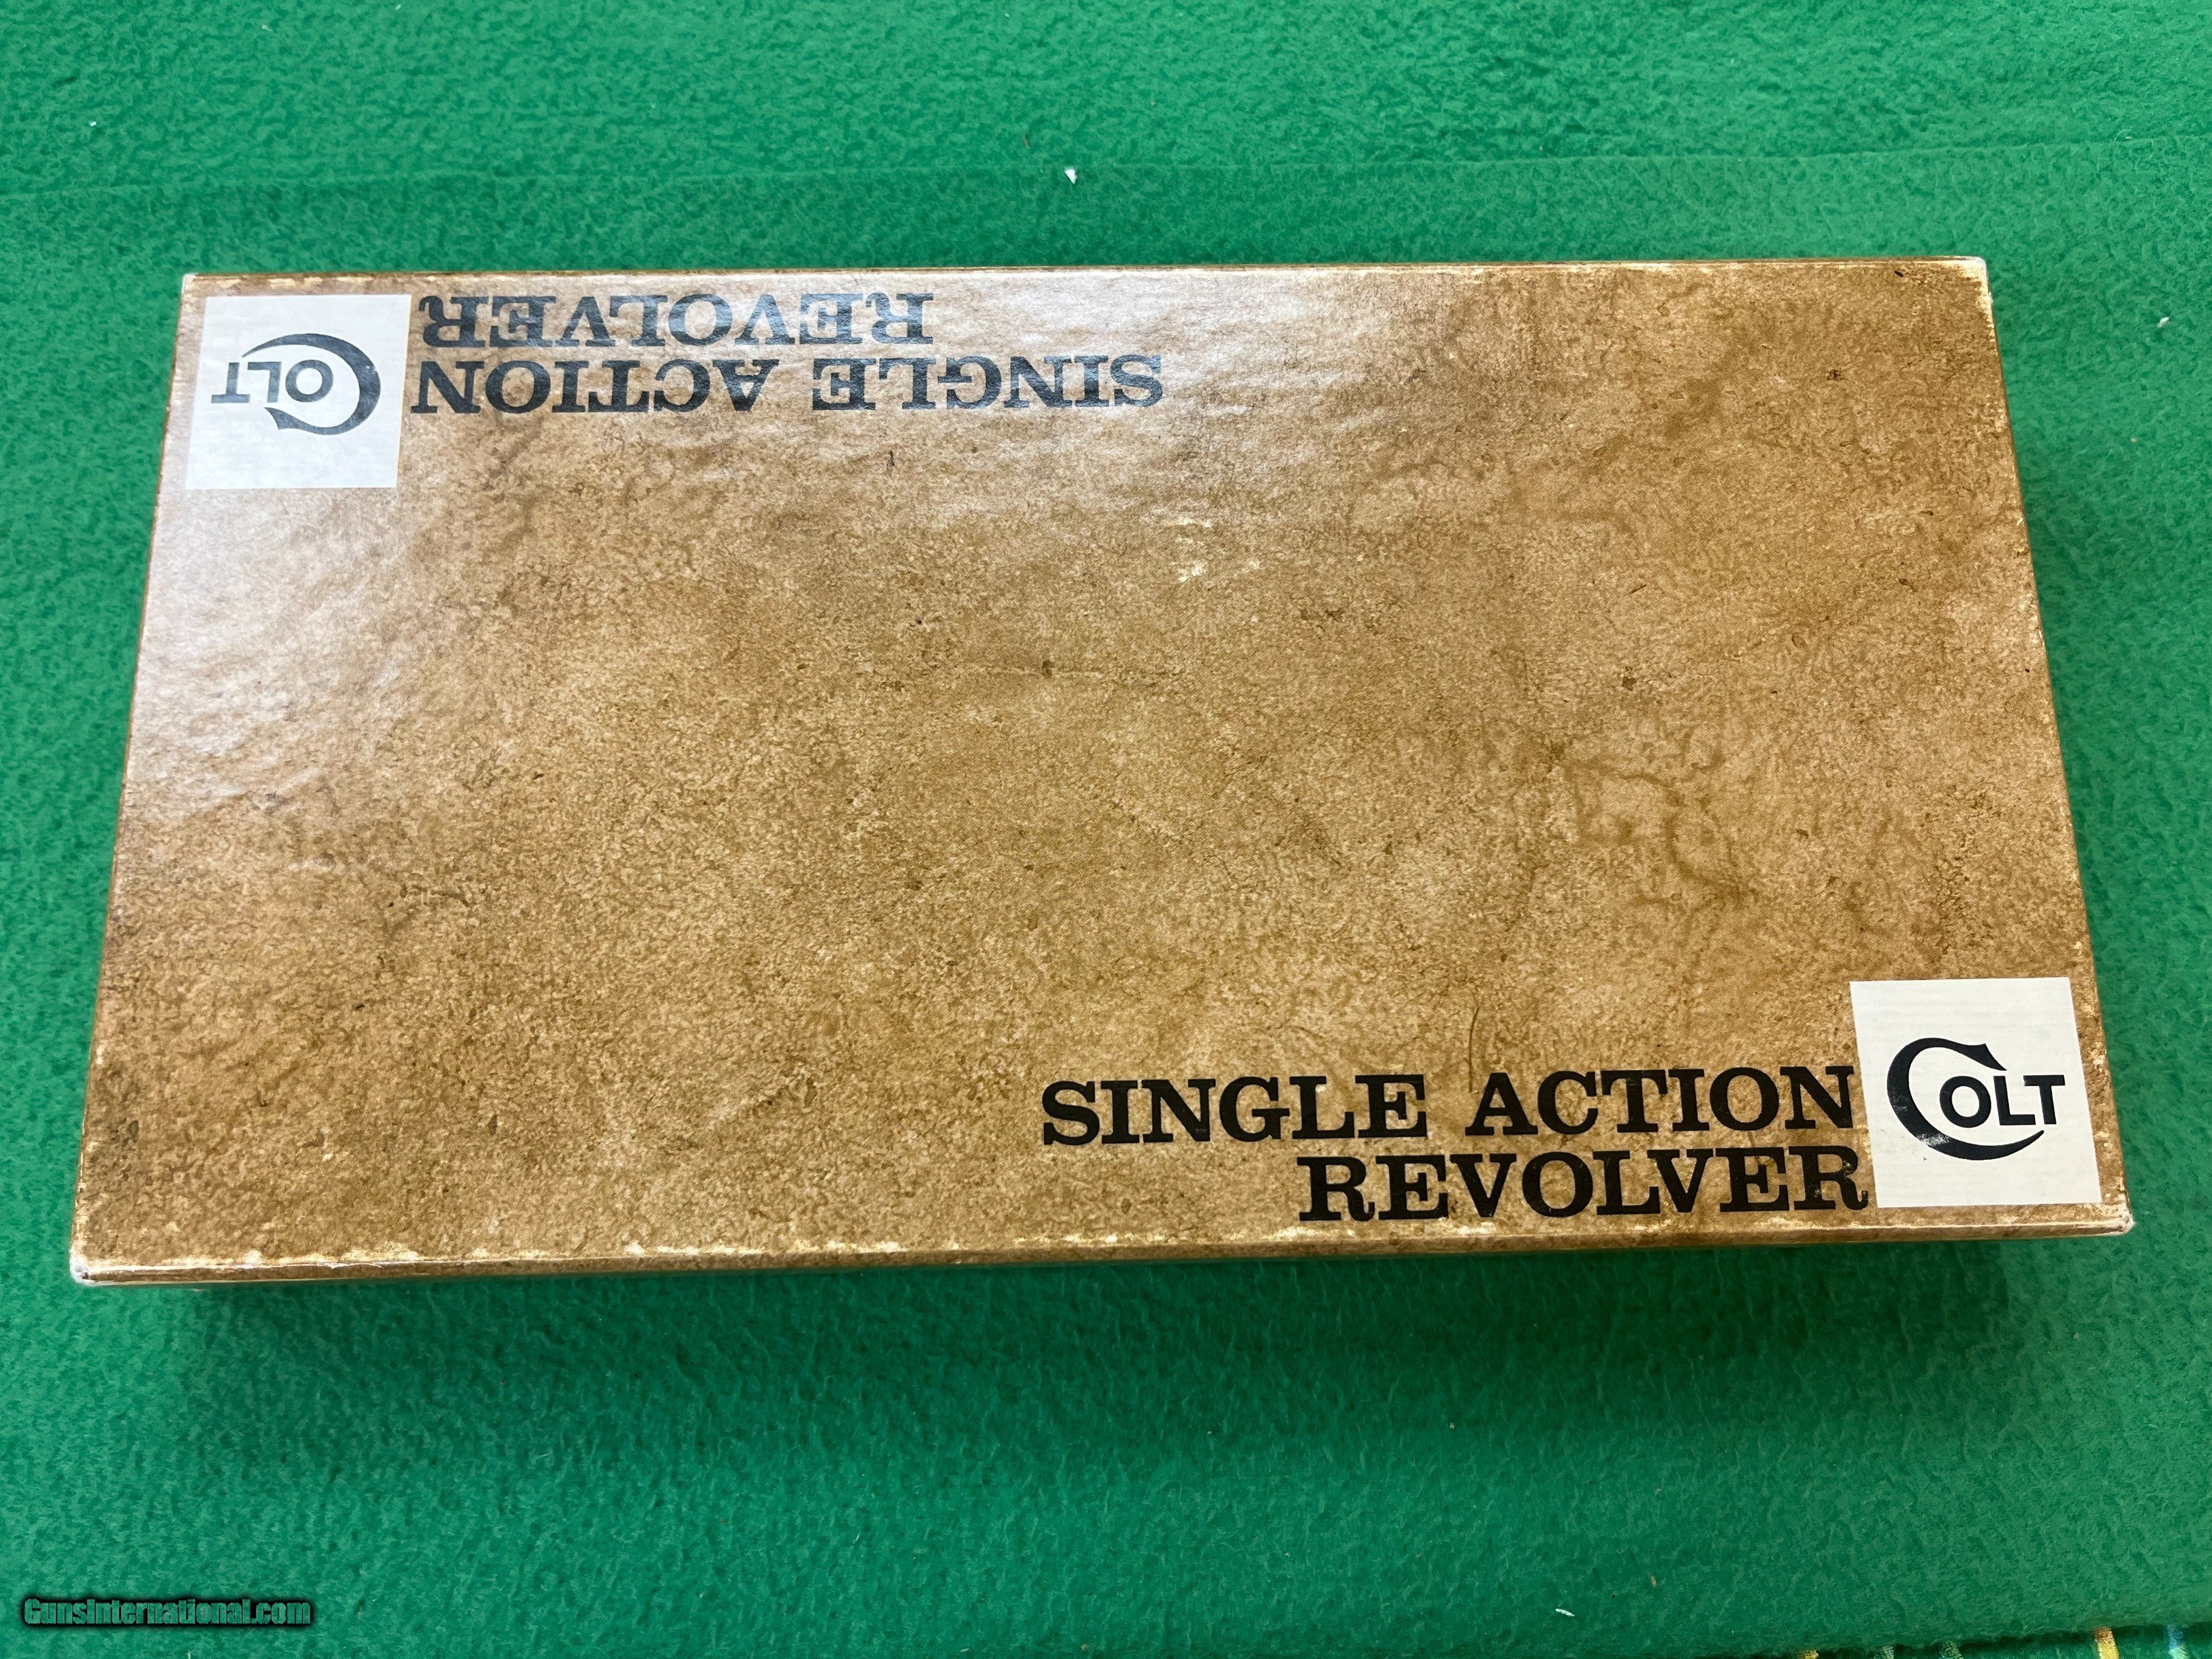 SINGLE ACTION
REVOLVER
COLT
SINGLE ACTION
REVOLVER
COLT
GunsInternational.com